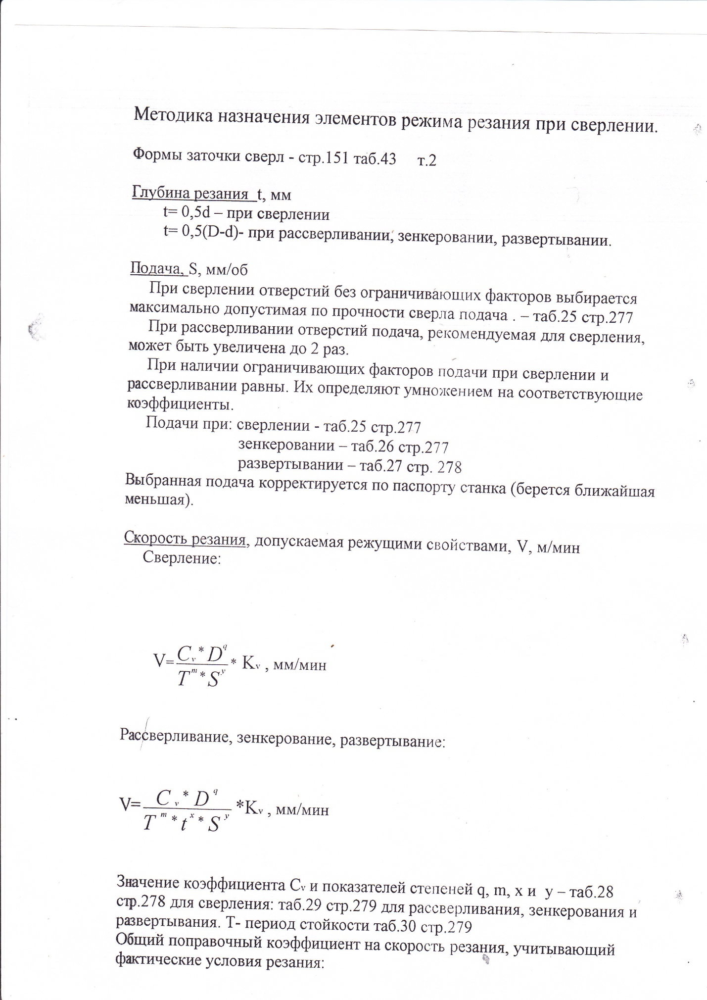 Методика назначения элементов режима резания при сверлении.
Формы заточки сверл - стр.151 таб.43 т.2
Глубина резания t, мм
t= 0,5d – при сверлении
t= 0,5(D-d)- при рассверливании, зенкеровании, развертывании.
Подача, S, мм/об
При сверлении отверстий без ограничивающих факторов выбирается
максимально допустимая по прочности сверла подача . – таб.25 стр.277
При рассверливании отверстий подача, рекомендуемая для сверления,
может быть увеличена до 2 раз.
При наличии ограничивающих факторов подачи при сверлении и
рассверливании равны. Их определяют умножением на соответствующие
коэффициенты.
Подачи при: сверлении - таб.25 стр.277
зенкеровании – таб.26 стр.277
развертывании – таб.27 стр. 278
Выбранная подача корректируется по паспорту станка (берется ближайшая
меньшая).
Скорость резания, допускаемая режущими свойствами, V, м/мин
Сверление:
V= C_v * D^q / T^m * S^y * K_v , мм/мин
Рассверливание, зенкерование, развертывание:
V= C_v * D^q / T^m * t^x * S^y *K_v , мм/мин
Значение коэффициента C_v и показателей степеней q, m, x и y – таб.28
стр.278 для сверления: таб.29 стр.279 для рассверливания, зенкерования и
развертывания. Т- период стойкости таб.30 стр.279
Общий поправочный коэффициент на скорость резания, учитывающий
фактические условия резания: